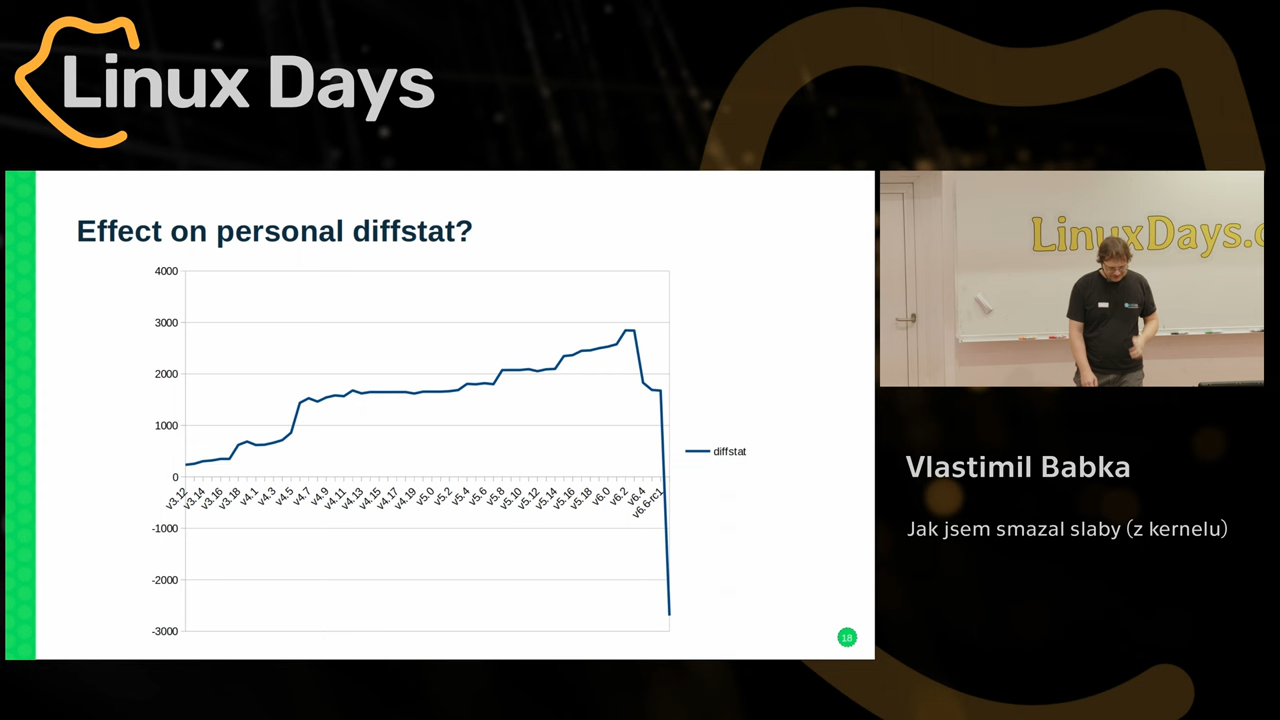 Linux Days
Effect on personal diffstat?
4000
3000
2000
1000
0
-1000
-2000
-3000
v3.12
v3.14
v3.16
v3.18
v4.1
v4.3
v4.5
v4.7
v4.9
v4.11
v4.13
v4.15
v4.17
v4.19
v5.0
v5.2
v5.4
v5.6
v5.8
v5.10
v5.12
v5.14
v5.16
v5.18
v6.0
v6.2
v6.4
v6.6-rc1
diffstat
18
LinuxDays.c
Vlastimil Babka
Jak jsem smazal slaby (z kernelu)